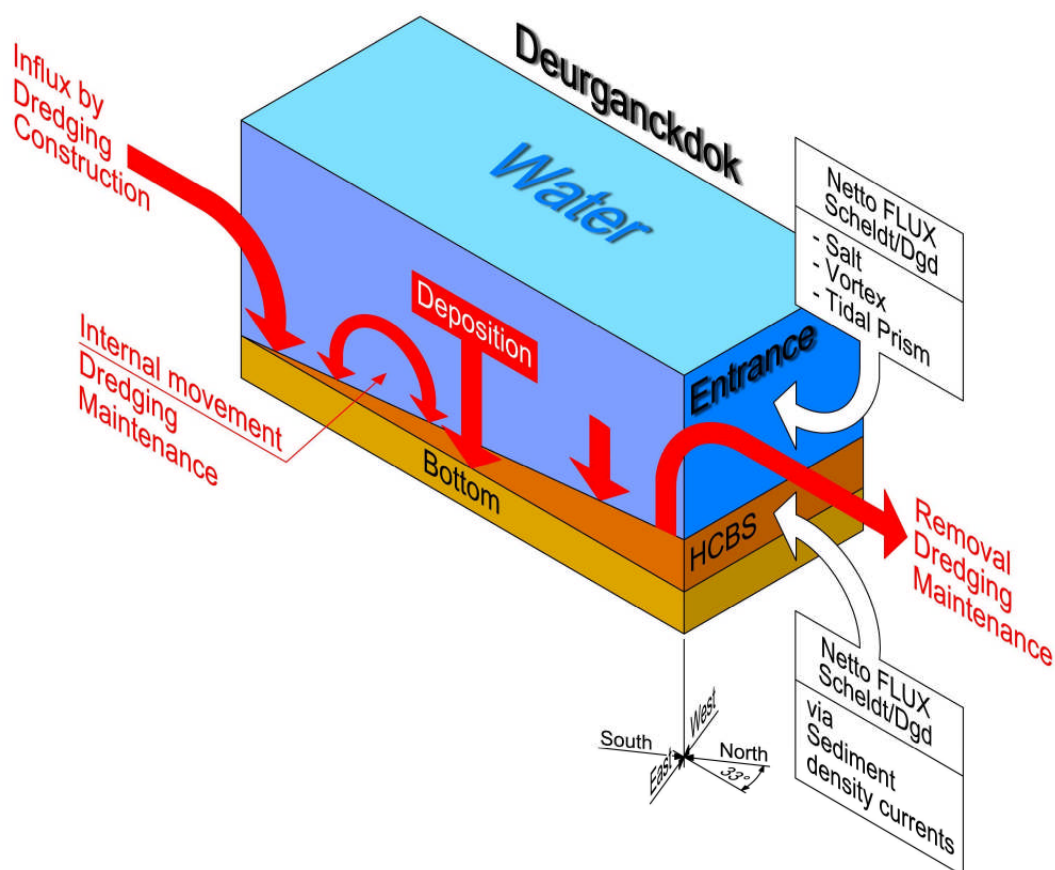 Deurganckdok
Water
Influx by
Dredging
Construction
Netto FLUX
Scheldt/Dgd
- Salt
- Vortex
- Tidal Prism
Deposition
Entrance
Internal movement
Dredging
Maintenance
Bottom
HCBS
Removal
Dredging
Maintenance
Netto FLUX
Scheldt/Dgd
via
Sediment
density currents
West
South
North
East
33°